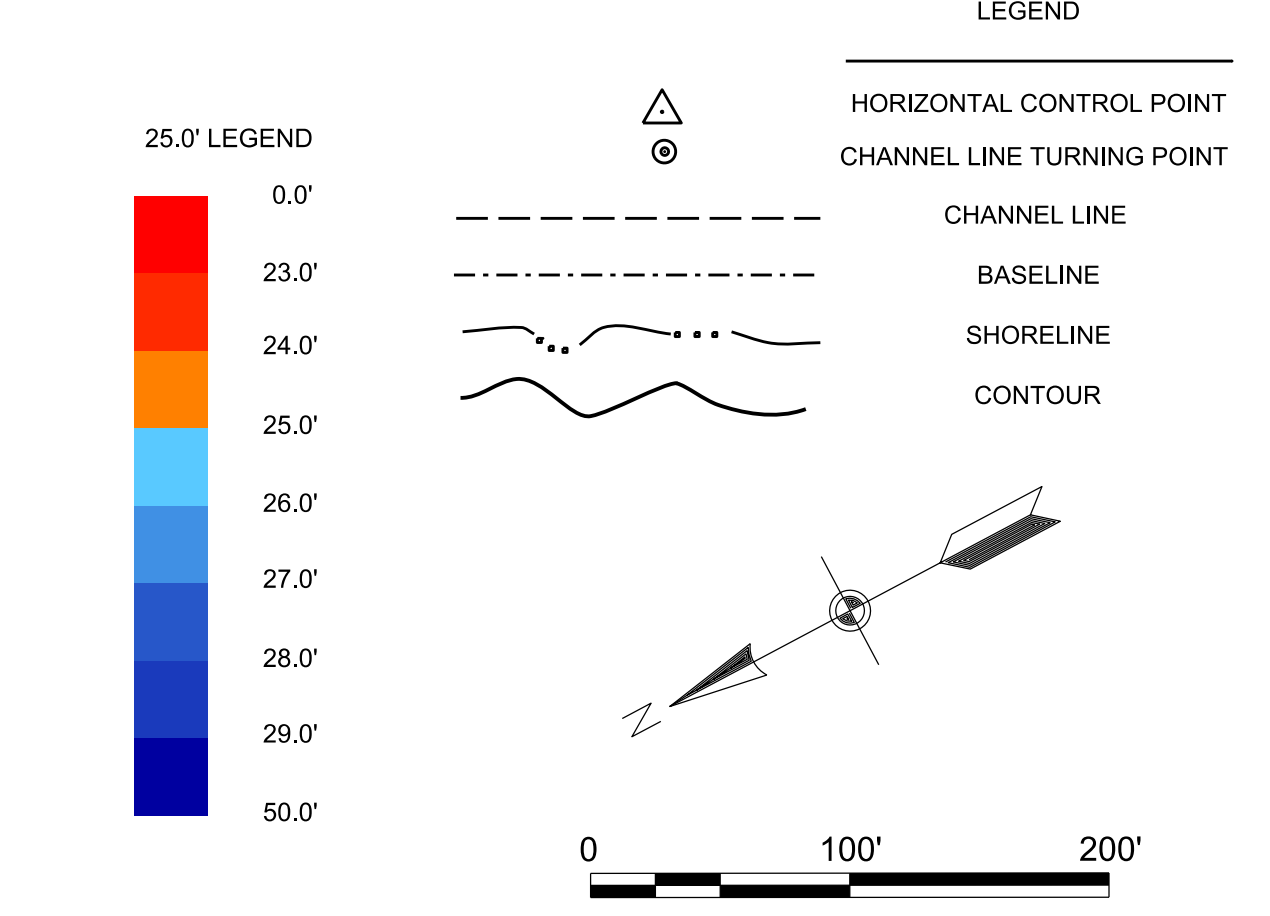 LEGEND
HORIZONTAL CONTROL POINT
CHANNEL LINE TURNING POINT
CHANNEL LINE
BASELINE
SHORELINE
CONTOUR
25.0' LEGEND
0.0'
23.0'
24.0'
25.0'
26.0'
27.0'
28.0'
29.0'
50.0'
N
0 100' 200'